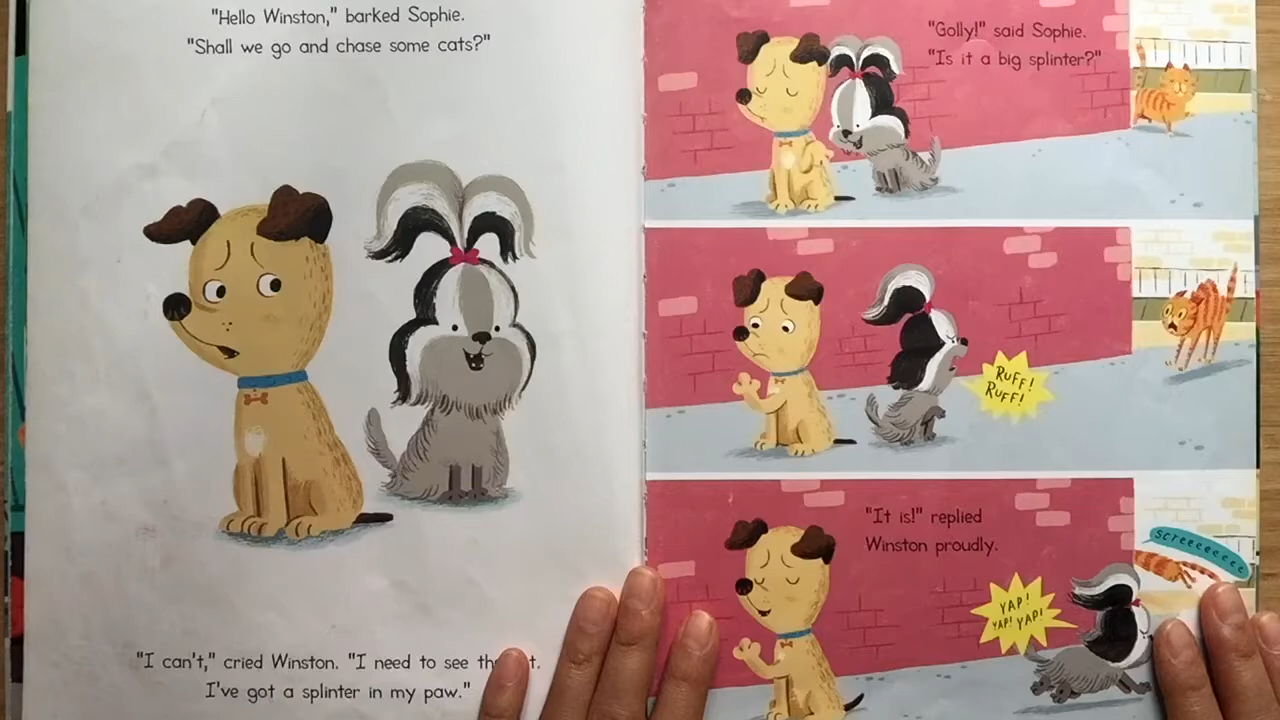 "Hello Winston," barked Sophie.
"Shall we go and chase some cats?"
"I can't," cried Winston. "I need to see t.
I've got a splinter in my paw."
"Golly!" said Sophie.
"Is it a big splinter?"
RUFF!
RUFF!
"It is!" replied
Winston proudly.
screeeeeeec
YAP!
YAP! YAP!